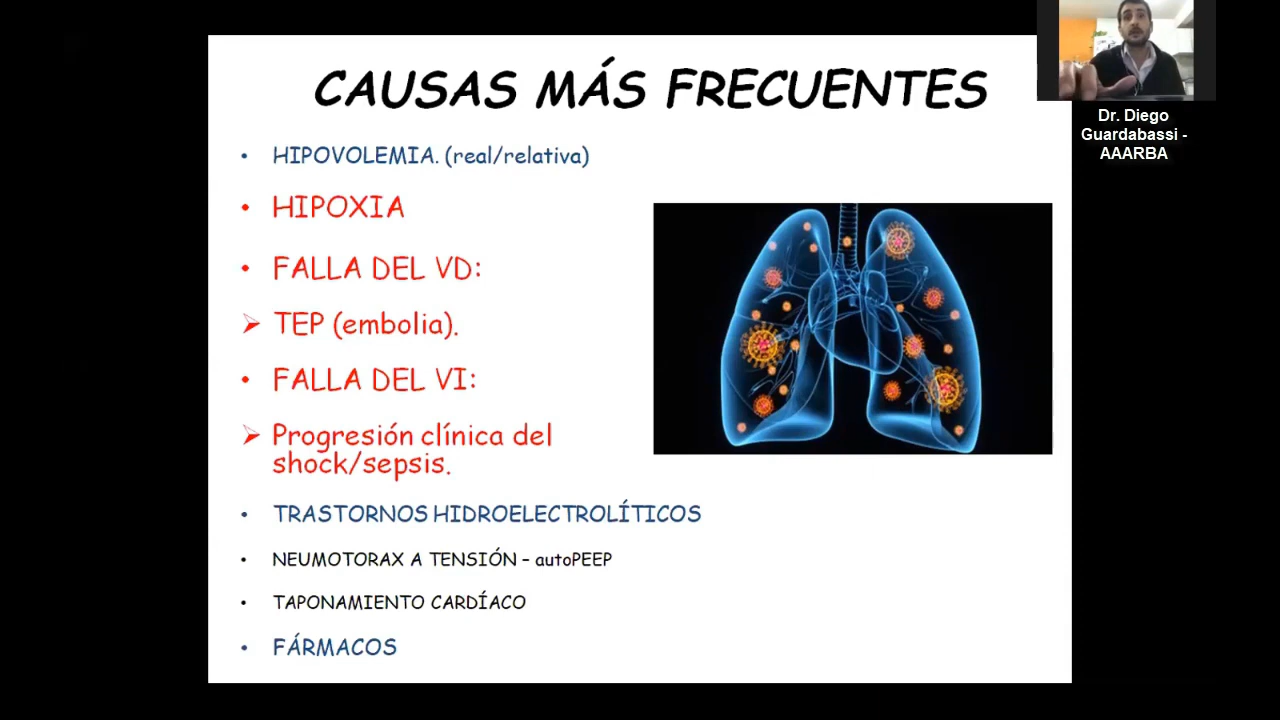 CAUSAS MÁS FRECUENTES
• HIPOVOLEMIA. (real/relativa)
• HIPOXIA
• FALLA DEL VD:
➢ TEP (embolia).
• FALLA DEL VI:
➢ Progresión clínica del
shock/sepsis.
• TRASTORNOS HIDROELECTROLÍTICOS
• NEUMOTORAX A TENSIÓN – autoPEEP
• TAPONAMIENTO CARDÍACO
• FÁRMACOS
Dr. Diego
Guardabassi -
AAARBA